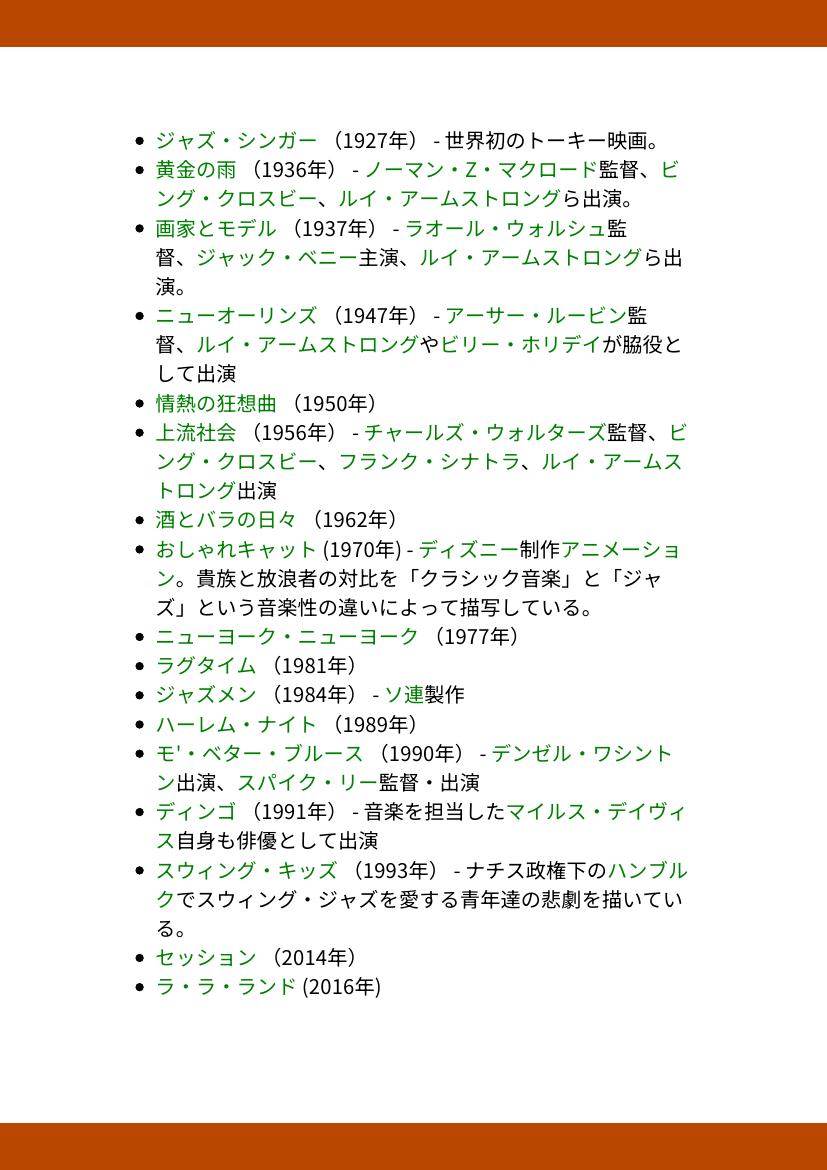 • ジャズ・シンガー （1927年） - 世界初のトーキー映画。
• 黄金の雨 （1936年） - ノーマン・Z・マクロード監督、ビ
ング・クロスビー、ルイ・アームストロングら出演。
• 画家とモデル （1937年） - ラオール・ウォルシュ監
督、ジャック・ベニー主演、ルイ・アームストロングら出
演。
• ニューオーリンズ （1947年） - アーサー・ルービン監
督、ルイ・アームストロングやビリー・ホリデイが脇役と
して出演
• 情熱の狂想曲 （1950年）
• 上流社会 （1956年） - チャールズ・ウォルターズ監督、ビ
ング・クロスビー、フランク・シナトラ、ルイ・アームス
トロング出演
• 酒とバラの日々 （1962年）
• おしゃれキャット (1970年) - ディズニー制作アニメーショ
ン。貴族と放浪者の対比を「クラシック音楽」と「ジャ
ズ」という音楽性の違いによって描写している。
• ニューヨーク・ニューヨーク （1977年）
• ラグタイム （1981年）
• ジャズメン （1984年） - ソ連製作
• ハーレム・ナイト （1989年）
• モ'・ベター・ブルース （1990年） - デンゼル・ワシント
ン出演、スパイク・リー監督・出演
• ディンゴ （1991年） - 音楽を担当したマイルス・デイヴィ
ス自身も俳優として出演
• スウィング・キッズ （1993年） - ナチス政権下のハンブル
クでスウィング・ジャズを愛する青年達の悲劇を描いてい
る。
• セッション （2014年）
• ラ・ラ・ランド (2016年)